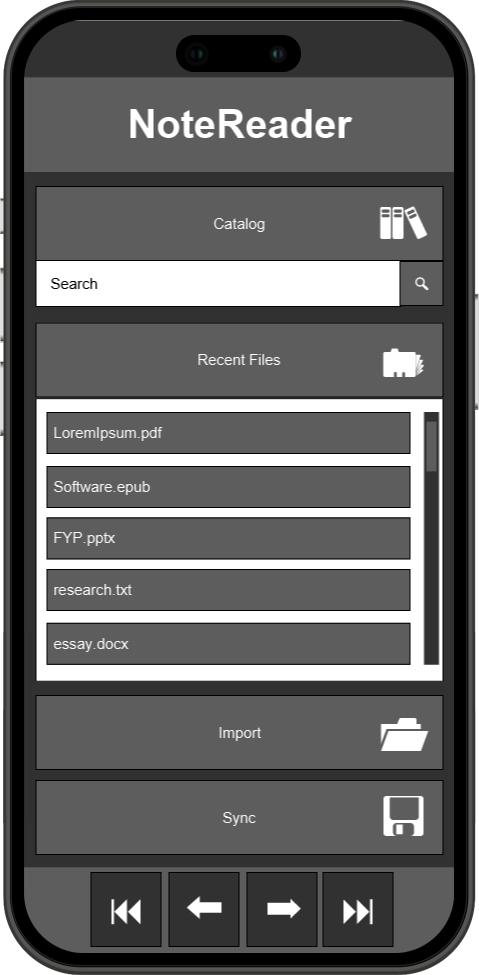 NoteReader
Catalog
Search
Recent Files
LoremIpsum.pdf
Software.epub
FYP.pptx
research.txt
essay.docx
Import
Sync